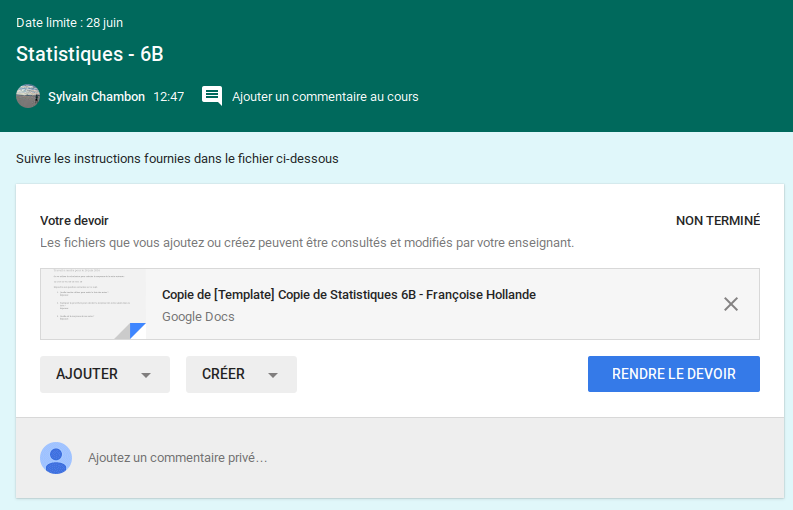 Date limite : 28 juin
Statistiques - 6B
Sylvain Chambon 12:47 Ajouter un commentaire au cours
Suivre les instructions fournies dans le fichier ci-dessous
Votre devoir NON TERMINÉ
Les fichiers que vous ajoutez ou créez peuvent être consultés et modifiés par votre enseignant.
Copie de [Template] Copie de Statistiques 6B - Françoise Hollande
Google Docs
AJOUTER CRÉER RENDRE LE DEVOIR
Ajoutez un commentaire privé…